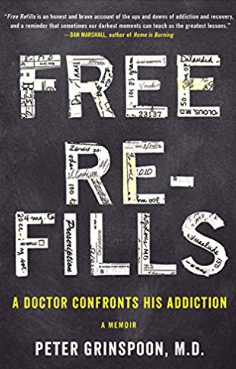 "Free Refills is an honest and brave account of the ups and downs of addiction and recovery,
and a reminder that sometimes our darkest moments can teach us the greatest lessons."
— DAN MARSHALL, author of Home is Burning
FREE
RE-
FILLS
A DOCTOR CONFRONTS HIS ADDICTION
A MEMOIR
PETER GRINSPOON, M.D.